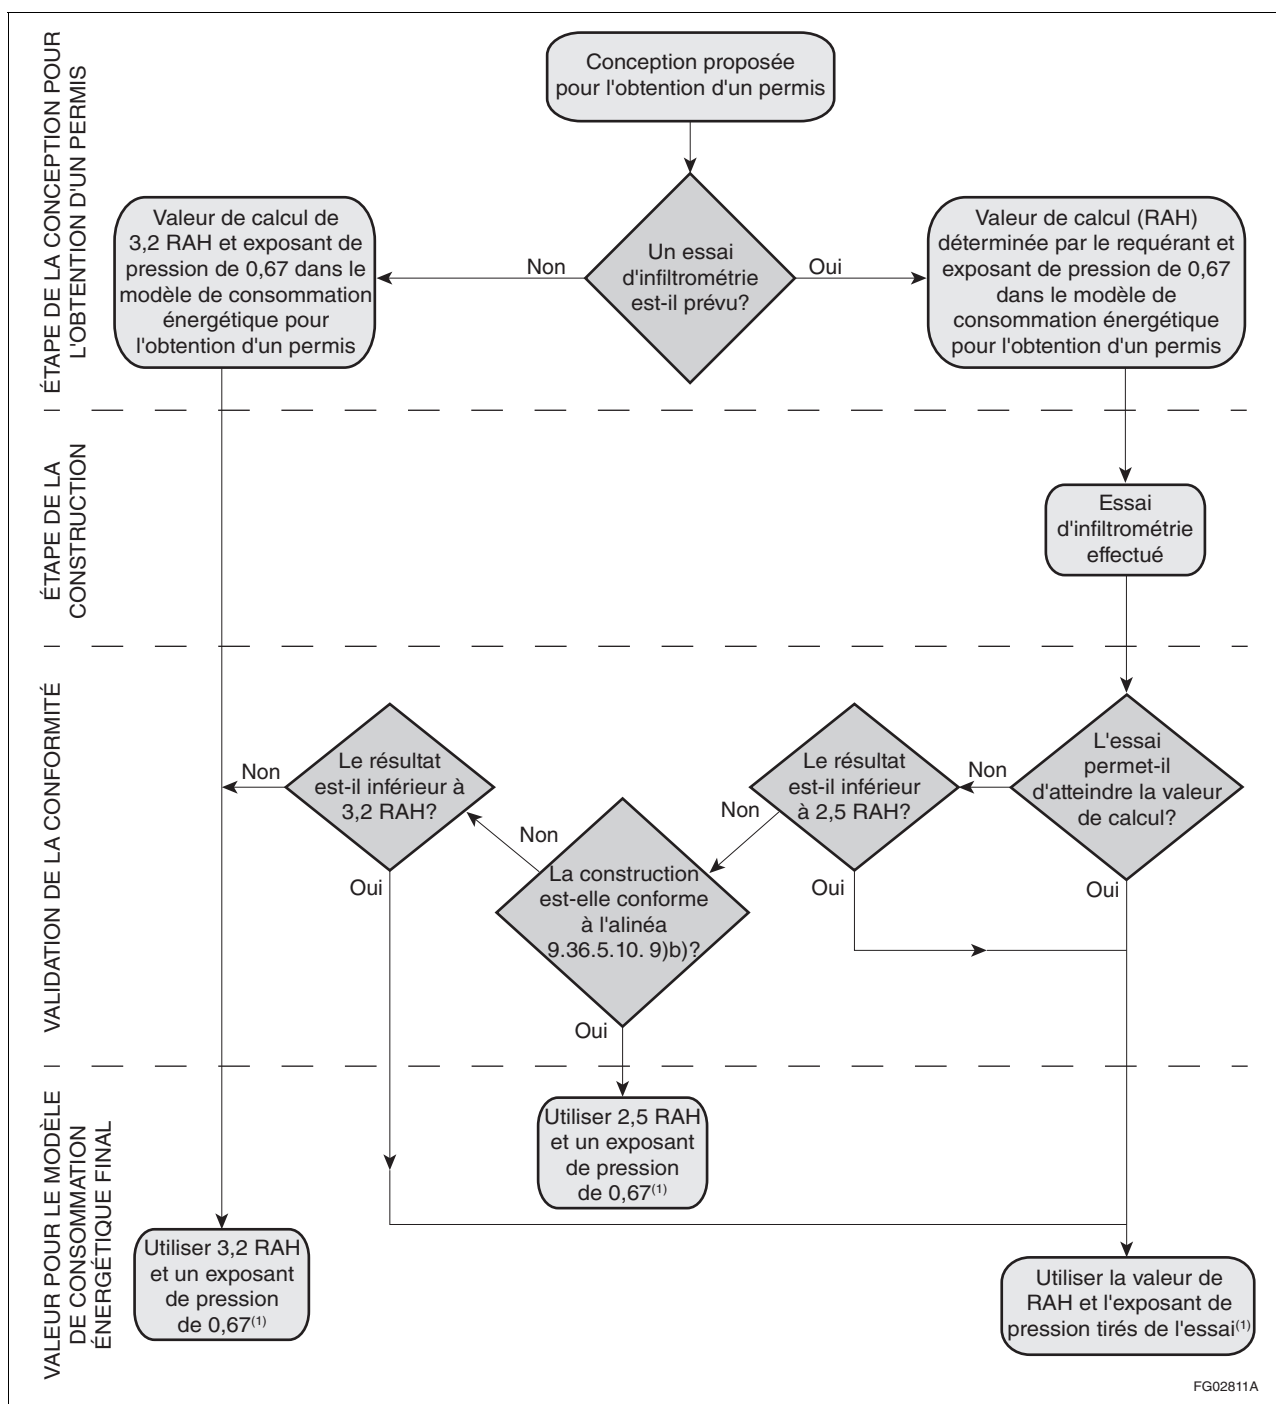 ÉTAPE DE LA CONCEPTION POUR
L'OBTENTION D'UN PERMIS
Conception proposée
pour l'obtention d'un permis
Valeur de calcul de
3,2 RAH et exposant de
pression de 0,67 dans le
modèle de consommation
énergétique pour
l'obtention d'un permis
Non
Un essai
d'infiltrométrie
est-il prévu?
Oui
Valeur de calcul (RAH)
déterminée par le requérant et
exposant de pression de 0,67
dans le modèle de
consommation énergétique
pour l'obtention d'un permis
ÉTAPE DE LA
CONSTRUCTION
Essai
d'infiltrométrie
effectué
VALIDATION DE LA CONFORMITÉ
L'essai
permet-il
d'atteindre la valeur
de calcul?
Non
Oui
Le résultat
est-il inférieur
à 2,5 RAH?
Non
Oui
La construction
est-elle conforme
à l'alinéa
9.36.5.10. 9)b)?
Non
Oui
Le résultat
est-il inférieur à
3,2 RAH?
Non
Oui
VALEUR POUR LE MODÈLE
DE CONSOMMATION
ÉNERGÉTIQUE FINAL
Utiliser 3,2 RAH
et un exposant
de pression
de 0,67(1)
Utiliser 2,5 RAH
et un exposant
de pression
de 0,67(1)
Utiliser la valeur de
RAH et l'exposant de
pression tirés de l'essai(1)
FG02811A